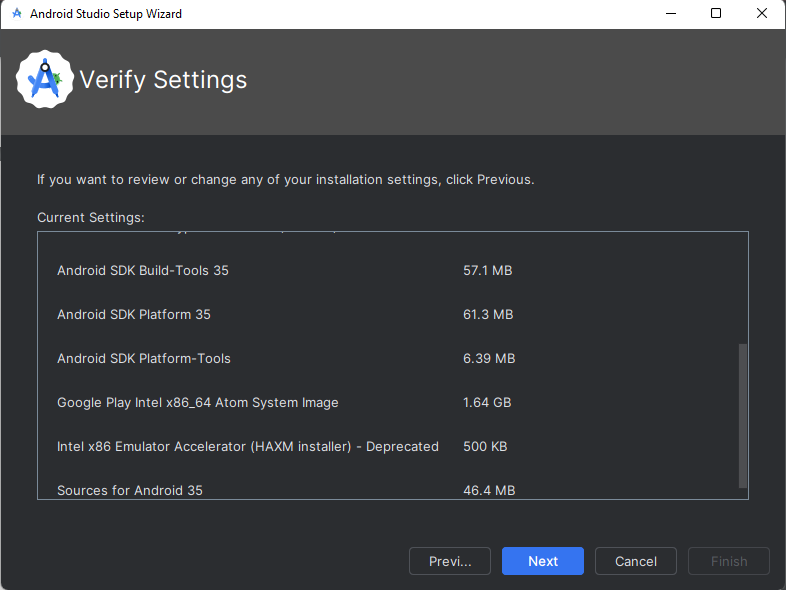 Android Studio Setup Wizard
Verify Settings
If you want to review or change any of your installation settings, click Previous.
Current Settings:
Android SDK Build-Tools 35 57.1 MB
Android SDK Platform 35 61.3 MB
Android SDK Platform-Tools 6.39 MB
Google Play Intel x86_64 Atom System Image 1.64 GB
Intel x86 Emulator Accelerator (HAXM installer) - Deprecated 500 KB
Sources for Android 35 46.4 MB
Previ... Next Cancel Finish